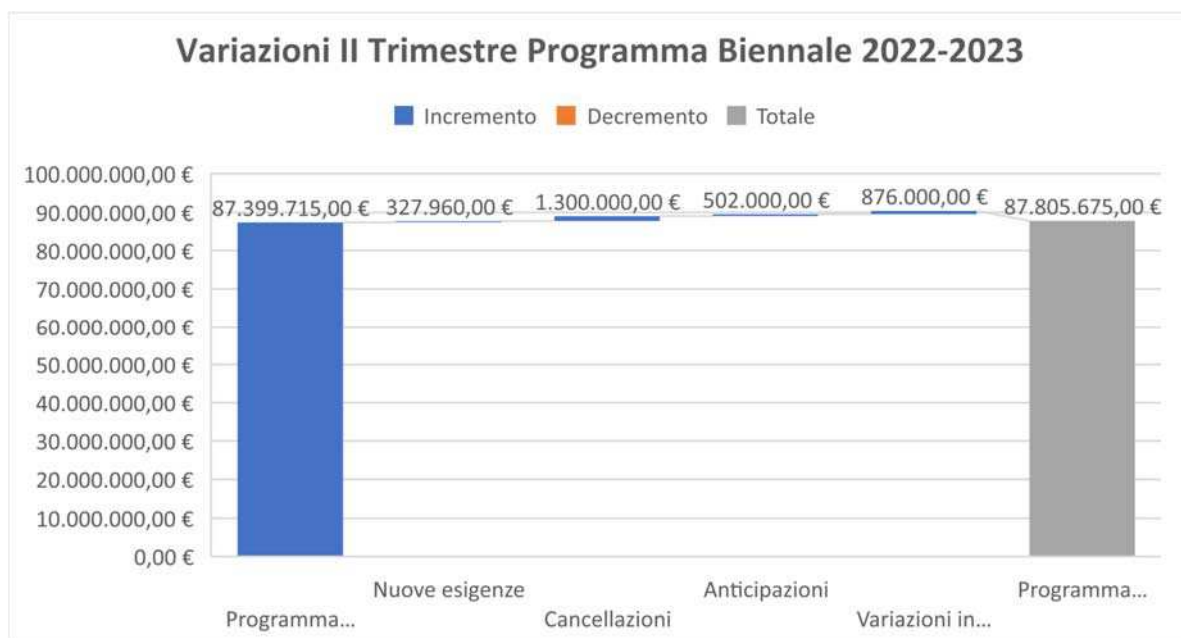 Variazioni II Trimestre Programma Biennale 2022-2023
Incremento Decremento Totale
100.000.000,00 €
90.000.000,00 €
80.000.000,00 €
70.000.000,00 €
60.000.000,00 €
50.000.000,00 €
40.000.000,00 €
30.000.000,00 €
20.000.000,00 €
10.000.000,00 €
0,00 €
87.399.715,00 € 327.960,00 € 1.300.000,00 € 502.000,00 € 876.000,00 € 87.805.675,00 €
Nuove esigenze Anticipazioni Programma…
Programma… Cancellazioni Variazioni in…